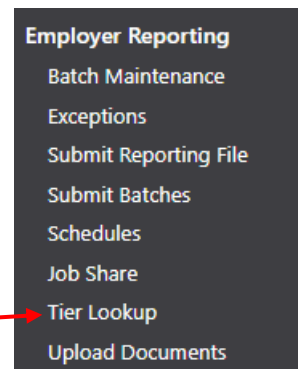 Employer Reporting
Batch Maintenance
Exceptions
Submit Reporting File
Submit Batches
Schedules
Job Share
Tier Lookup
Upload Documents